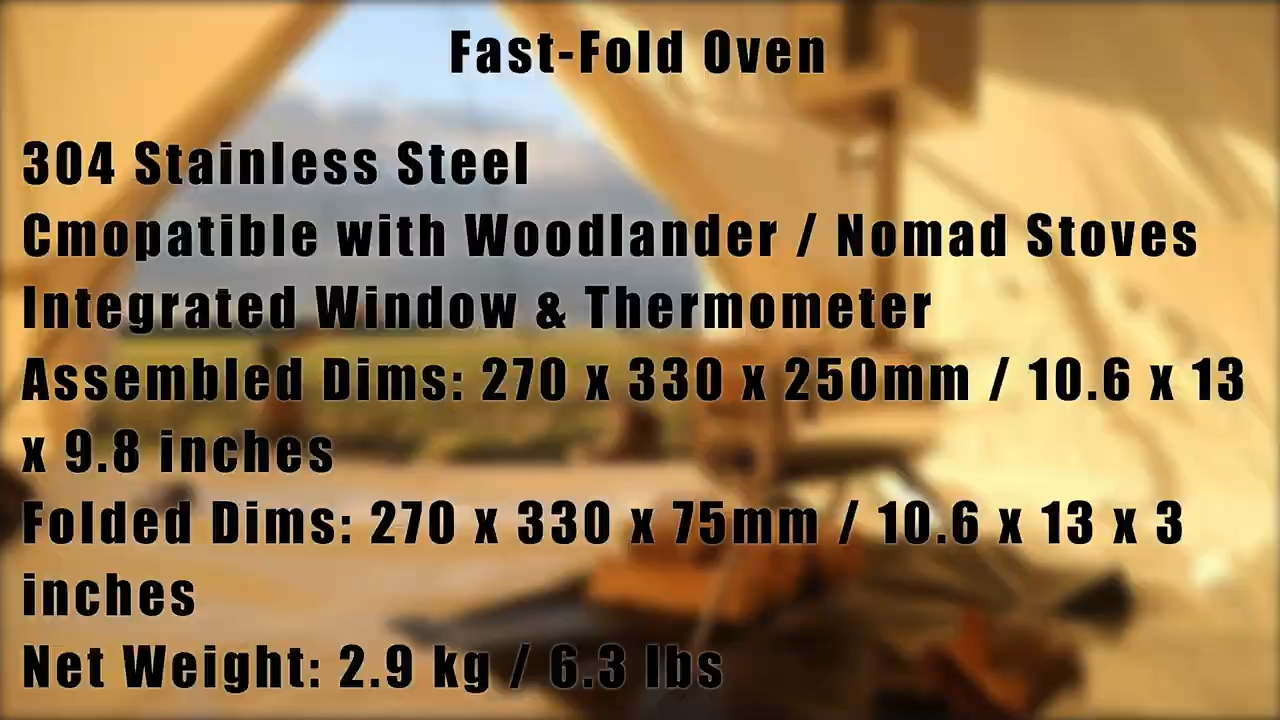 Fast-Fold Oven
304 Stainless Steel
Cmopatible with Woodlander / Nomad Stoves
Integrated Window & Thermometer
Assembled Dims: 270 x 330 x 250mm / 10.6 x 13
x 9.8 inches
Folded Dims: 270 x 330 x 75mm / 10.6 x 13 x 3
inches
Net Weight: 2.9 kg / 6.3 lbs